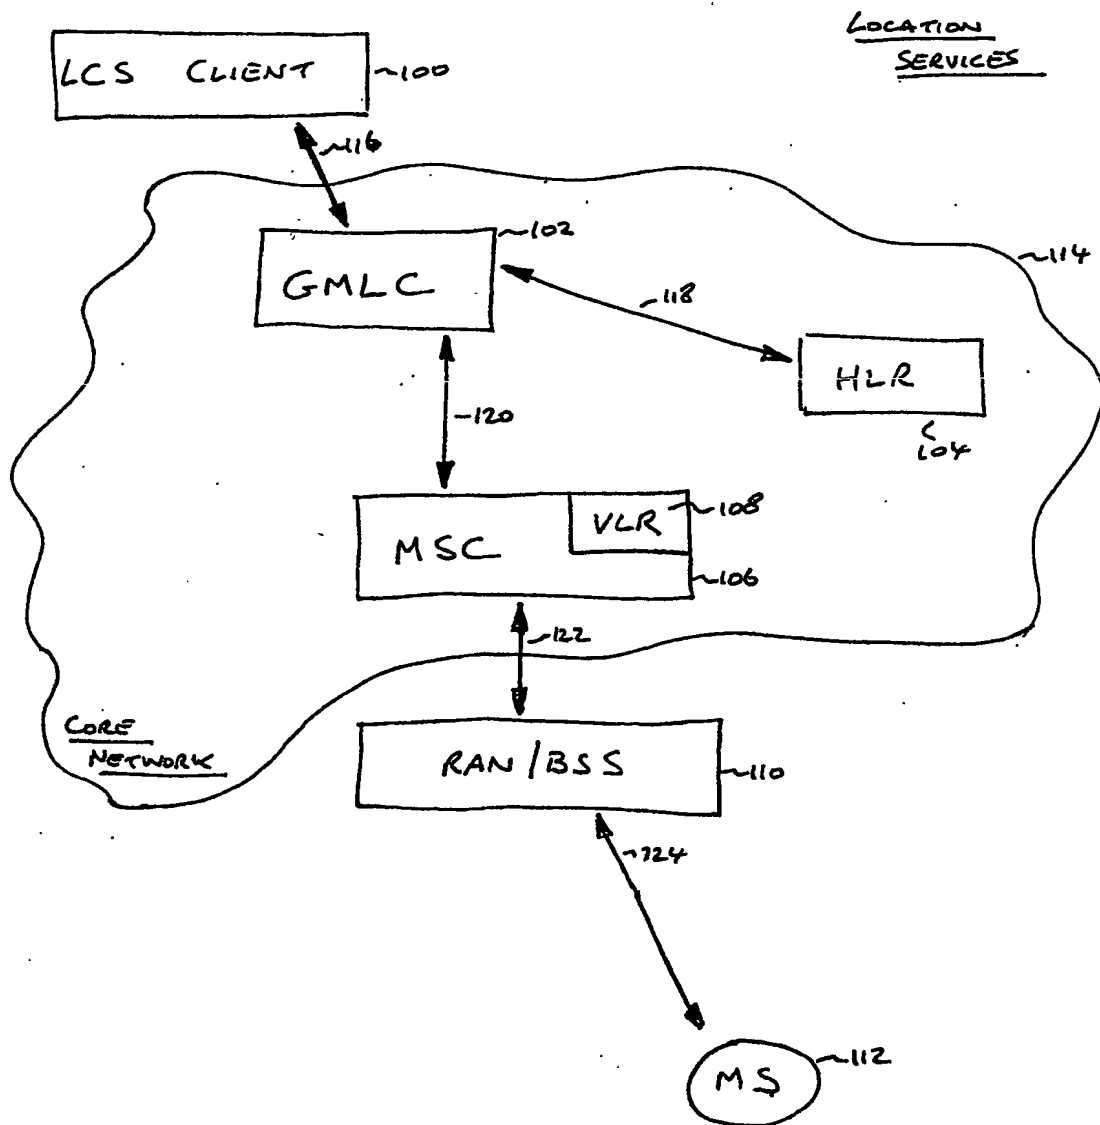 LOCATION
SERVICES
LCS CLIENT
100
116
102
GMLC
114
118
HLR
104
120
VLR
108
MSC
106
122
CORE
NETWORK
RAN/BSS
110
124
112
MS